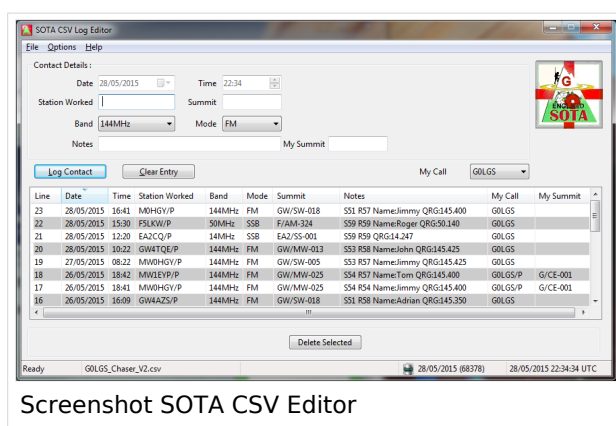 SOTA CSV Log Editor
File Options Help
Contact Details :
Date 28/05/2015 Time 22:34
Station Worked Summit
Band 144MHz Mode FM
Notes My Summit
G
ENGLAND
SOTA
Log Contact Clear Entry My Call G0LGS
Line Date Time Station Worked Band Mode Summit Notes My Call My Summit
23 28/05/2015 16:41 M0HGY/P 144MHz FM GW/SW-018 S51 R57 Name:Jimmy QRG:145.400 G0LGS
22 28/05/2015 15:30 F5LKW/P 50MHz SSB F/AM-324 S59 R59 Name:Roger QRG:50.140 G0LGS
21 28/05/2015 12:20 EA2CQ/P 14MHz SSB EA2/SS-001 S59 R59 QRG:14.247 G0LGS
20 28/05/2015 10:22 GW4TQE/P 144MHz FM GW/MW-013 S53 R58 Name:John QRG:145.425 G0LGS
19 27/05/2015 08:22 MW0HGY/P 144MHz FM GW/SW-005 S53 R57 Name:Jimmy QRG:145.425 G0LGS
18 26/05/2015 18:42 MW1EYP/P 144MHz FM GW/MW-025 S54 R57 Name:Tom QRG:145.400 G0LGS/P G/CE-001
17 26/05/2015 18:41 MW0HGY/P 144MHz FM GW/MW-025 S54 R54 Name:Jimmy QRG:145.400 G0LGS/P G/CE-001
16 26/05/2015 16:09 GW4AZS/P 144MHz FM GW/SW-018 S51 R58 Name:Adrian QRG:145.350 G0LGS
Delete Selected
Ready G0LGS_Chaser_V2.csv 28/05/2015 (68378) 28/05/2015 22:34:34 UTC
Screenshot SOTA CSV Editor